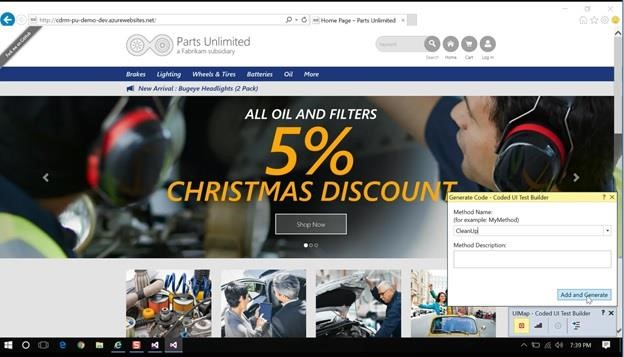 http://cdrm-pu-demo-dev.azurewebsites.net/
Home Page – Parts Unlimited
Fork me on GitHub
Parts Unlimited
a Fabrikam subsidiary
Keyword
Search
Home
Cart
Log in
Brakes Lighting Wheels & Tires Batteries Oil More
New Arrival : Bugeye Headlights (2 Pack)
ALL OIL AND FILTERS
5%
CHRISTMAS DISCOUNT
Shop Now
Generate Code - Coded UI Test Builder
Method Name:
(for example: MyMethod)
CleanUp
Method Description:
Add and Generate
UIMap - Coded UI Test Builder
7:39 PM